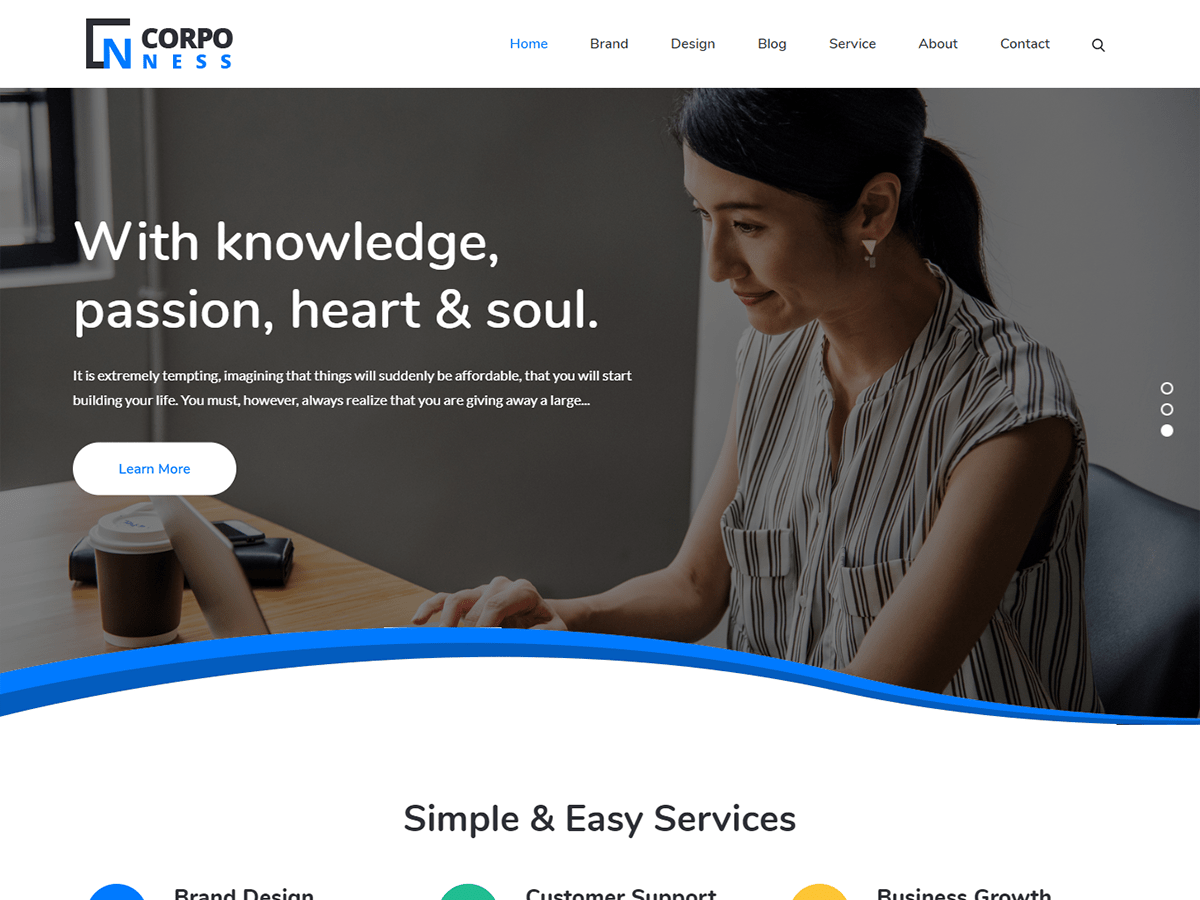 CORPO
NESS
Home Brand Design Blog Service About Contact
With knowledge,
passion, heart & soul.
It is extremely tempting, imagining that things will suddenly be affordable, that you will start
building your life. You must, however, always realize that you are giving away a large...
Learn More
Simple & Easy Services
Brand Design Customer Support Business Growth